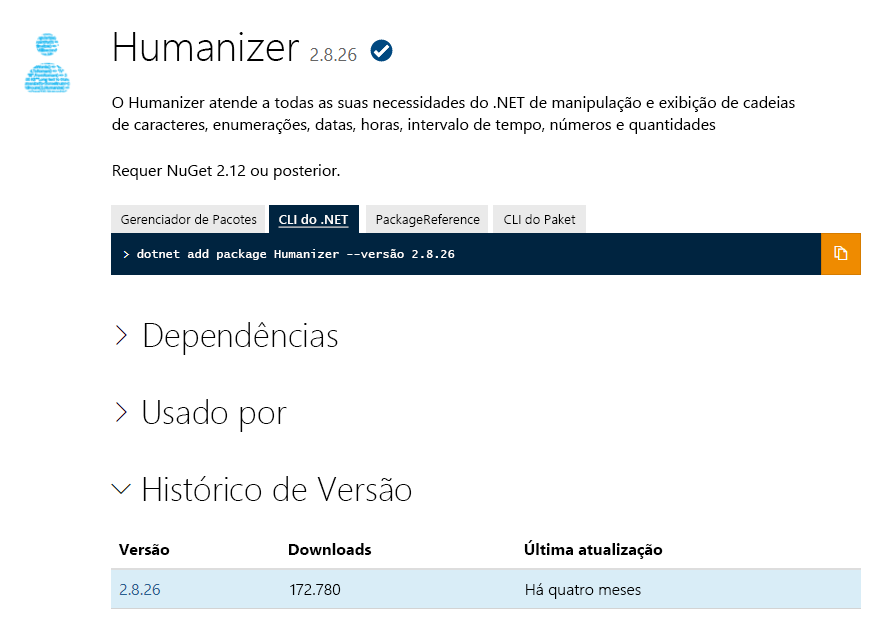 Humanizer 2.8.26
O Humanizer atende a todas as suas necessidades do .NET de manipulação e exibição de cadeias
de caracteres, enumerações, datas, horas, intervalo de tempo, números e quantidades
Requer NuGet 2.12 ou posterior.
Gerenciador de Pacotes CLI do .NET PackageReference CLI do Paket
> dotnet add package Humanizer --versão 2.8.26
Dependências
Usado por
Histórico de Versão
Versão Downloads Última atualização
2.8.26 172.780 Há quatro meses